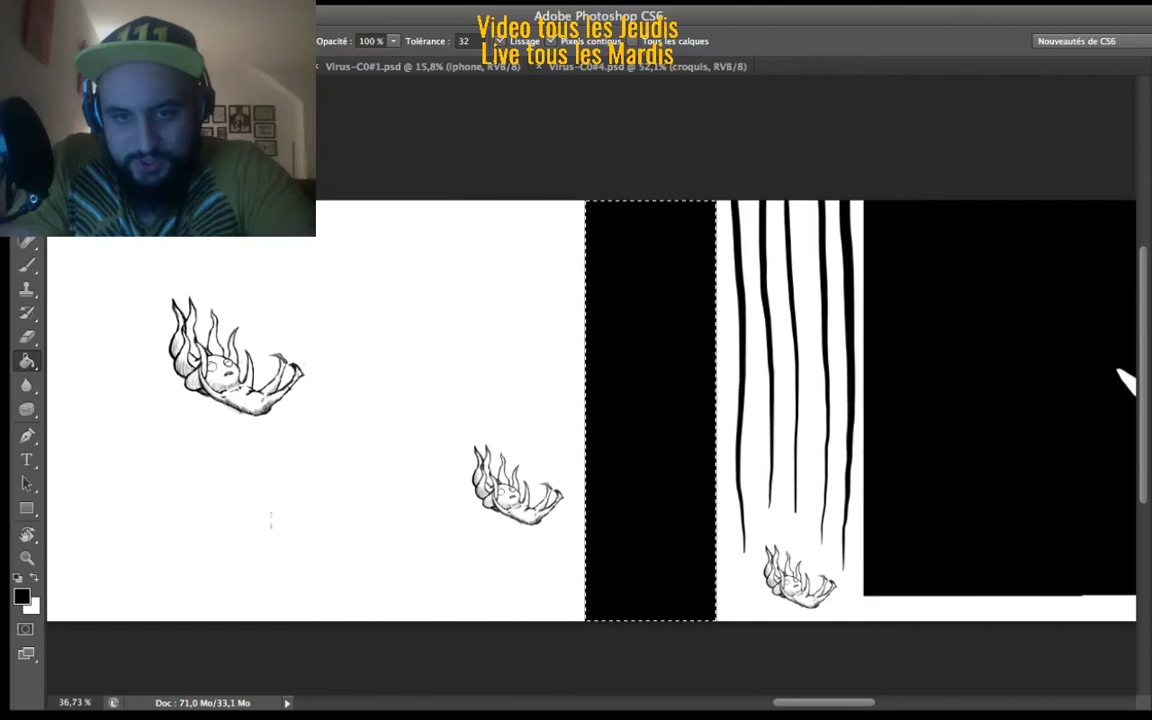 Adobe Photoshop CS6
Video tous les Jeudis
Live tous les Mardis
Opacité : 100 % Tolérance : 32 Lissage Pixels contigus Tous les calques
Nouveautés de CS6
Virus-C0#1.psd @ 15,8% (iphone, RVB/8) × Virus-C0#4.psd @ 52,1% (croquis, RVB/8)
T
36,73 % Doc : 71,0 Mo/33,1 Mo